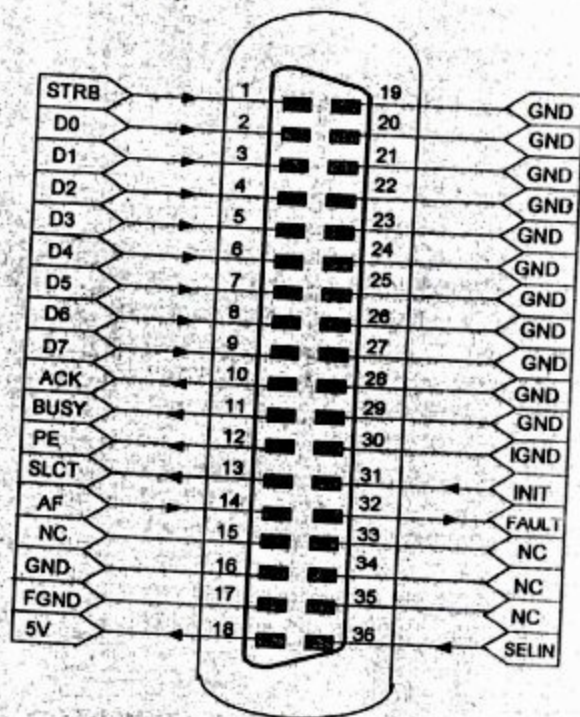 STRB 1 19 GND
D0 2 20 GND
D1 3 21 GND
D2 4 22 GND
D3 5 23 GND
D4 6 24 GND
D5 7 25 GND
D6 8 26 GND
D7 9 27 GND
ACK 10 28 GND
BUSY 11 29 GND
PE 12 30 IGND
SLCT 13 31 INIT
AF 14 32 FAULT
NC 15 33 NC
GND 16 34 NC
FGND 17 35 NC
5V 18 36 SELIN